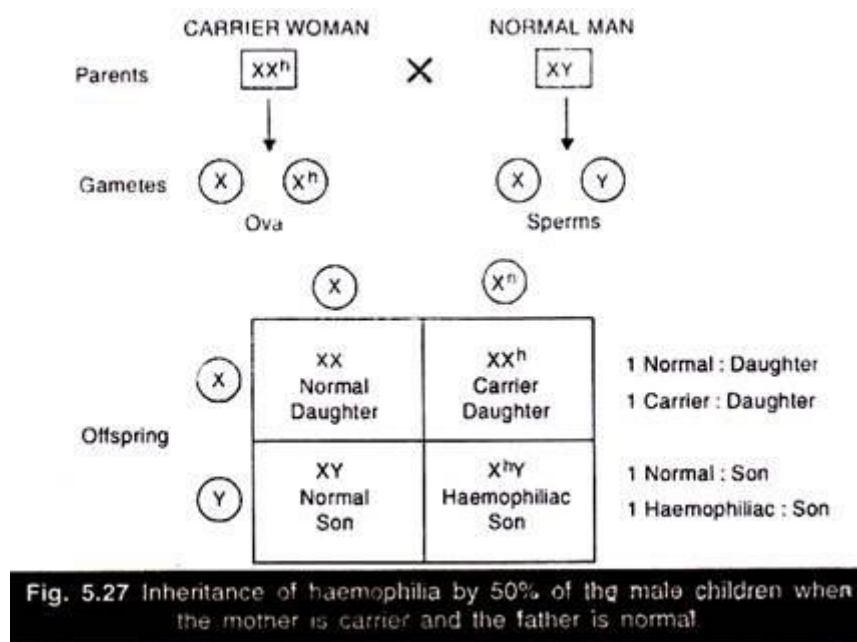 CARRIER WOMAN NORMAL MAN
Parents XXʰ × XY
Gametes X Xʰ X Y
Ova Sperms
X Xʰ
X XX XXʰ 1 Normal : Daughter
Normal Carrier
Daughter Daughter 1 Carrier : Daughter
Offspring
Y XY XʰY 1 Normal : Son
Normal Haemophiliac
Son Son 1 Haemophiliac : Son
Fig. 5.27 Inheritance of haemophilia by 50% of the male children when
the mother is carrier and the father is normal